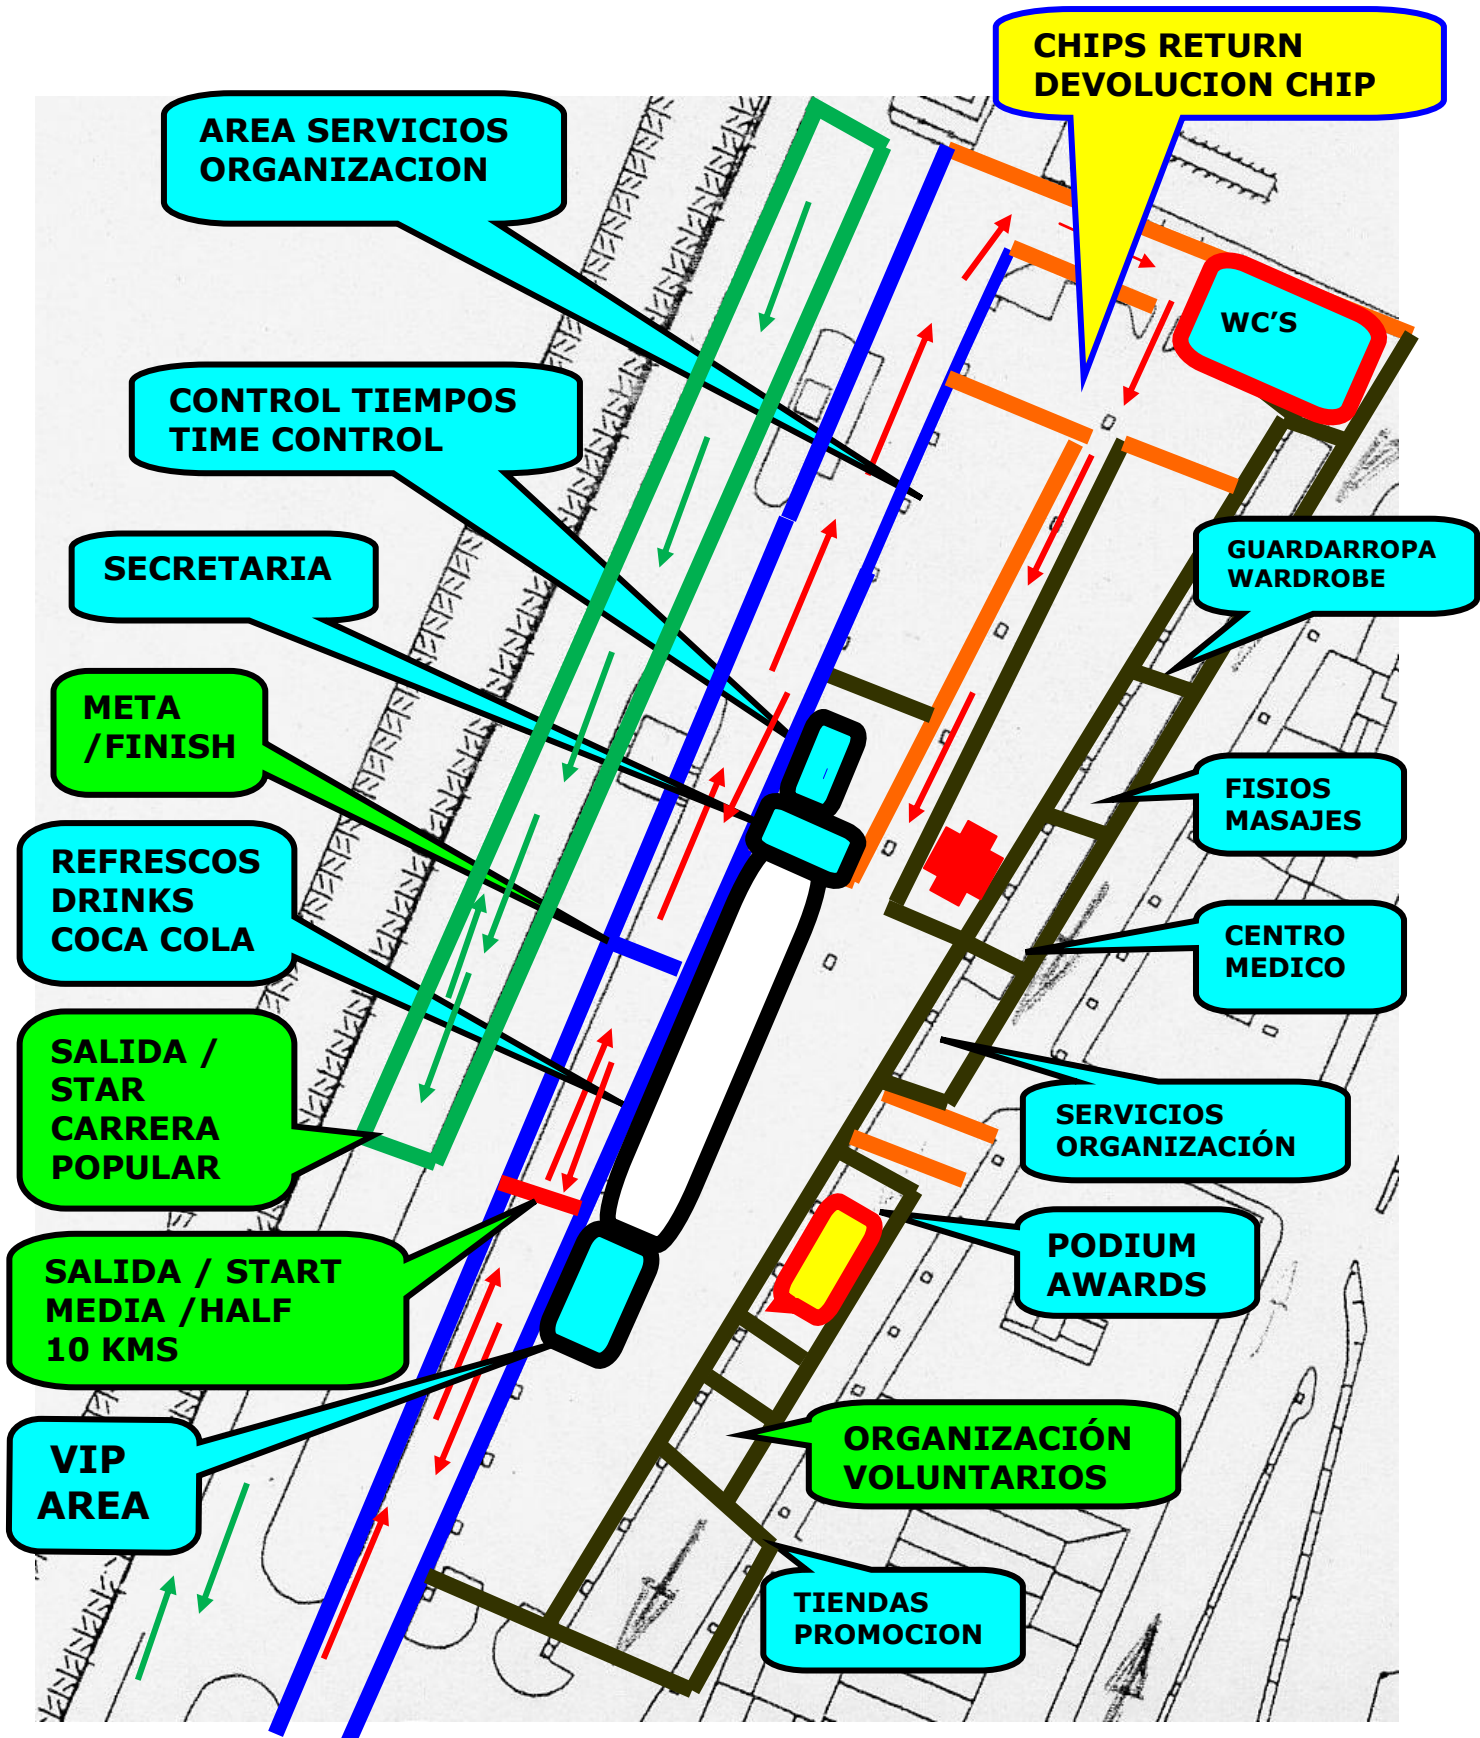 CHIPS RETURN
DEVOLUCION CHIP
AREA SERVICIOS
ORGANIZACION
WC'S
CONTROL TIEMPOS
TIME CONTROL
SECRETARIA
GUARDARROPA
WARDROBE
META
/FINISH
FISIOS
MASAJES
REFRESCOS
DRINKS
COCA COLA
CENTRO
MEDICO
SALIDA /
STAR
CARRERA
POPULAR
SERVICIOS
ORGANIZACIÓN
SALIDA / START
MEDIA /HALF
10 KMS
PODIUM
AWARDS
VIP
AREA
ORGANIZACIÓN
VOLUNTARIOS
TIENDAS
PROMOCION